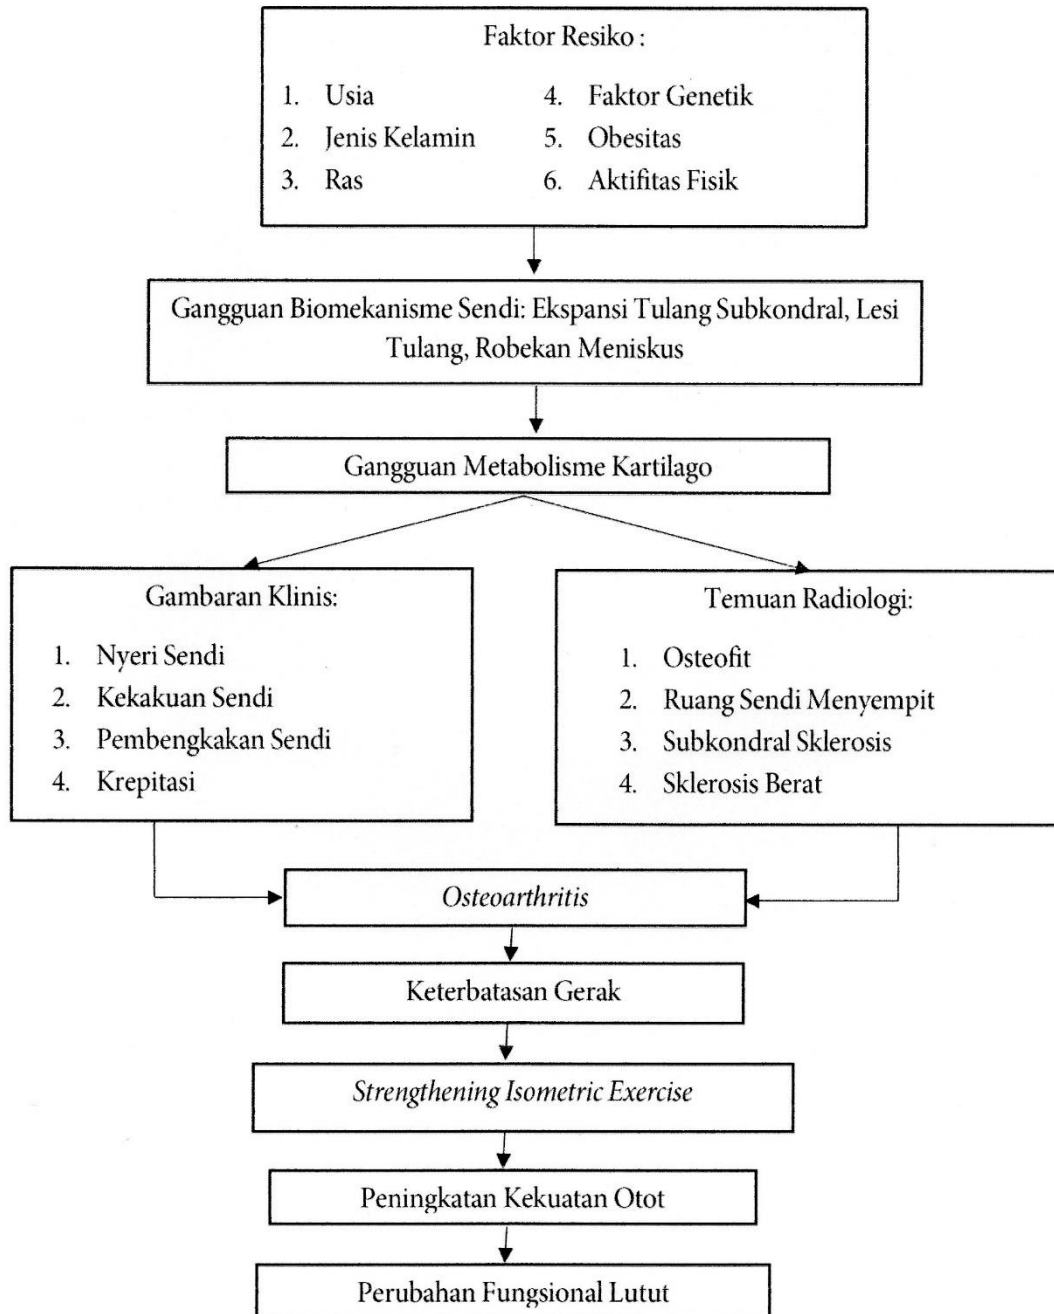 Faktor Resiko :
1. Usia
2. Jenis Kelamin
3. Ras
4. Faktor Genetik
5. Obesitas
6. Aktifitas Fisik
Gangguan Biomekanisme Sendi: Ekspansi Tulang Subkondral, Lesi
Tulang, Robekan Meniskus
Gangguan Metabolisme Kartilago
Gambaran Klinis:
1. Nyeri Sendi
2. Kekakuan Sendi
3. Pembengkakan Sendi
4. Krepitasi
Temuan Radiologi:
1. Osteofit
2. Ruang Sendi Menyempit
3. Subkondral Sklerosis
4. Sklerosis Berat
Osteoarthritis
Keterbatasan Gerak
Strengthening Isometric Exercise
Peningkatan Kekuatan Otot
Perubahan Fungsional Lutut